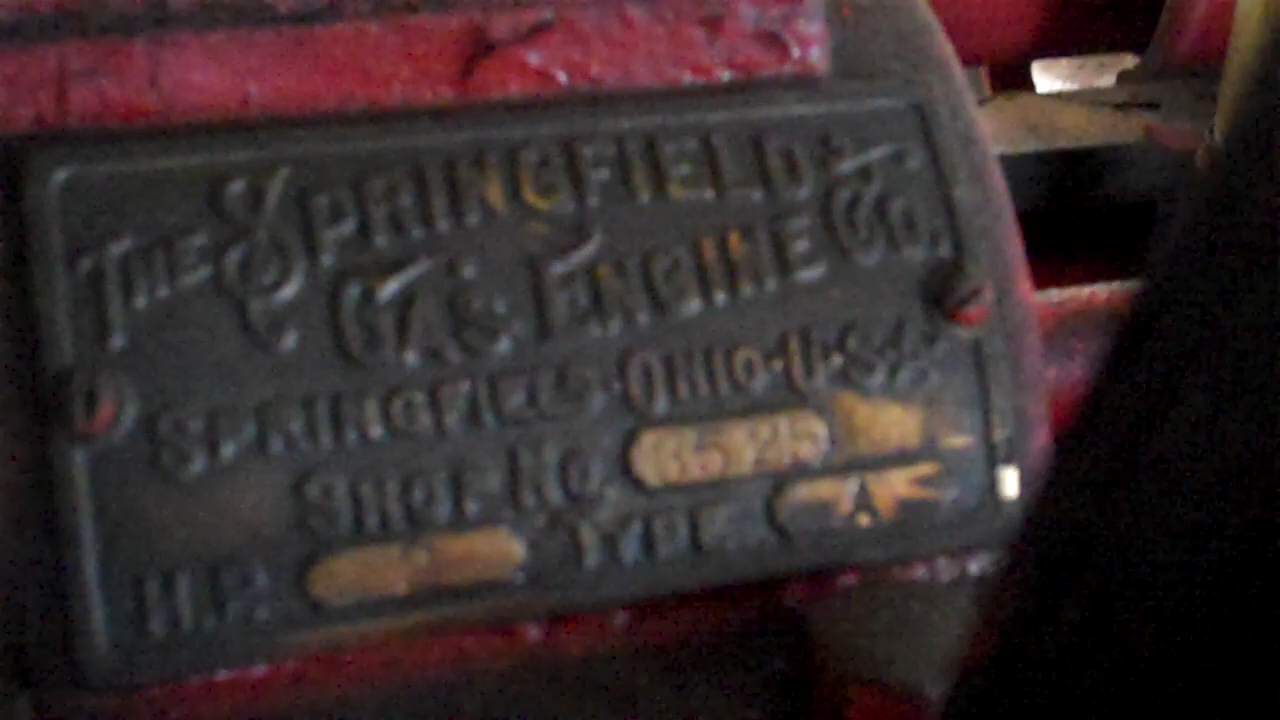 THE SPRINGFIELD
GAS ENGINE CO.
SPRINGFIELD·OHIO·U·S·A
SHOP NO.
H.P. TYPE A